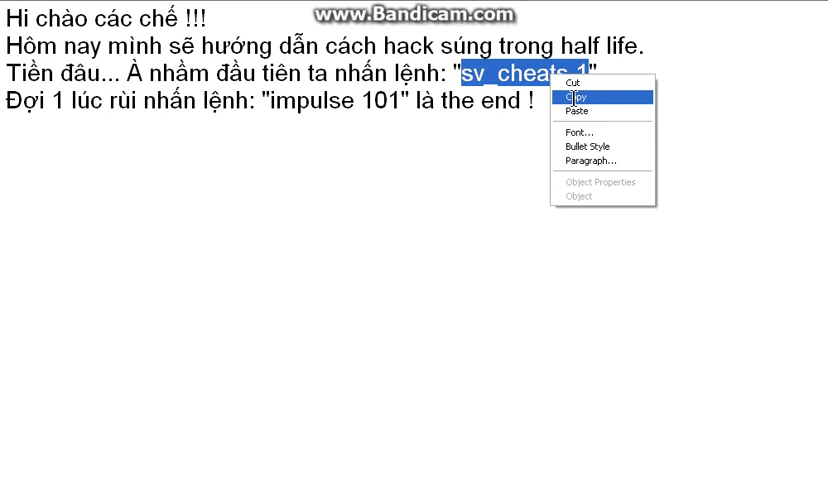 www.Bandicam.com
Hi chào các chế !!!
Hôm nay mình sẽ hướng dẫn cách hack súng trong half life.
Tiền đâu... À nhầm đầu tiên ta nhấn lệnh: "sv_cheats 1"
Đợi 1 lúc rùi nhấn lệnh: "impulse 101" là the end !
Cut
Copy
Paste
Font...
Bullet Style
Paragraph...
Object Properties
Object